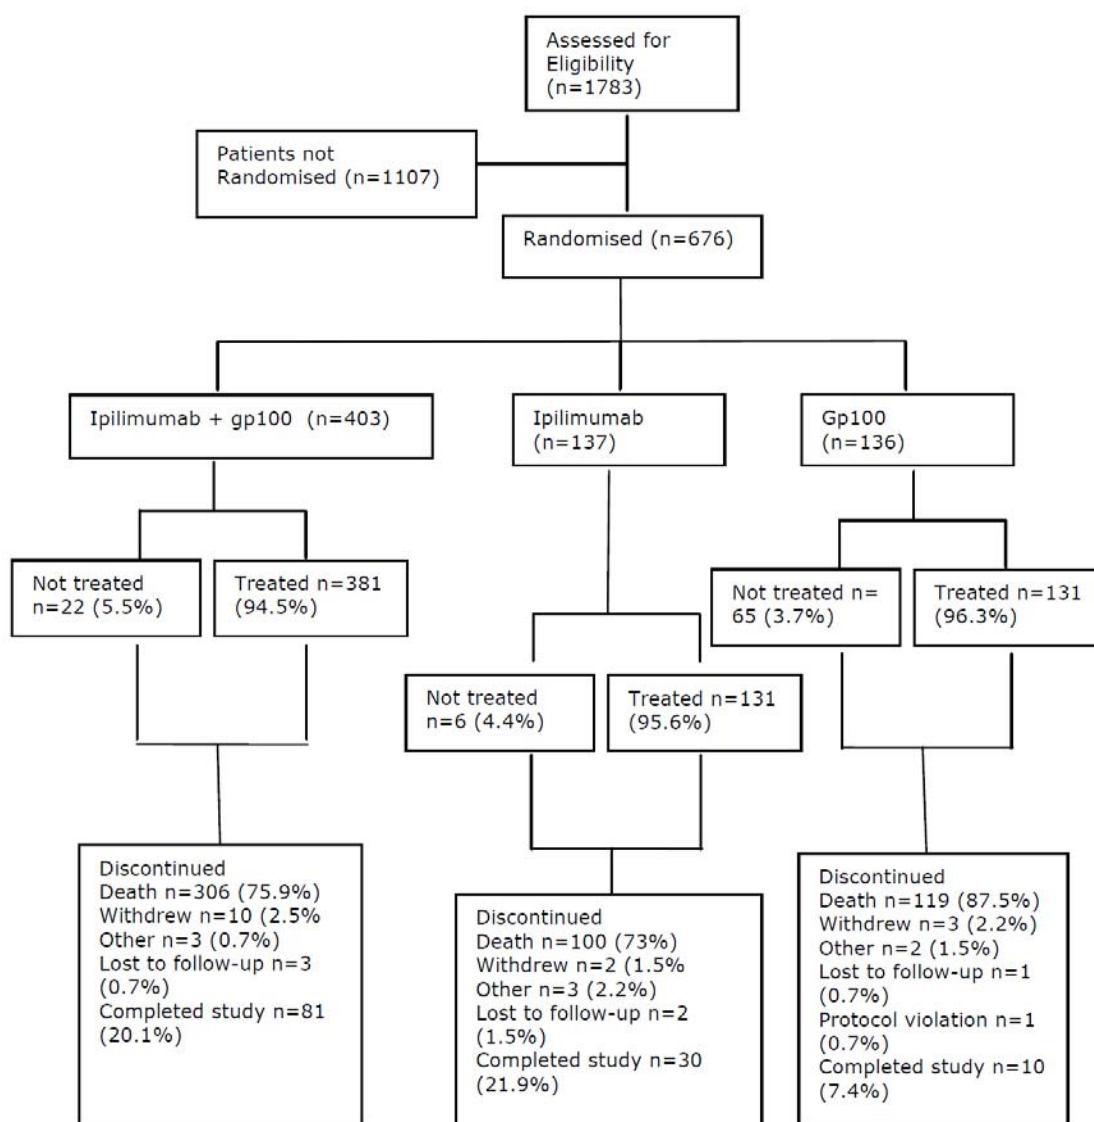 Assessed for
Eligibility
(n=1783)
Patients not
Randomised (n=1107)
Randomised (n=676)
Ipilimumab + gp100  (n=403)
Ipilimumab
(n=137)
Gp100
(n=136)
Not treated
n=22 (5.5%)
Treated n=381
(94.5%)
Not treated
n=6 (4.4%)
Treated n=131
(95.6%)
Not treated n=
65 (3.7%)
Treated n=131
(96.3%)
Discontinued
Death n=306 (75.9%)
Withdrew n=10 (2.5%
Other n=3 (0.7%)
Lost to follow-up n=3
(0.7%)
Completed study n=81
(20.1%)
Discontinued
Death n=100 (73%)
Withdrew n=2 (1.5%
Other n=3 (2.2%)
Lost to follow-up n=2
(1.5%)
Completed study n=30
(21.9%)
Discontinued
Death n=119 (87.5%)
Withdrew n=3 (2.2%)
Other n=2 (1.5%)
Lost to follow-up n=1
(0.7%)
Protocol violation n=1
(0.7%)
Completed study n=10
(7.4%)